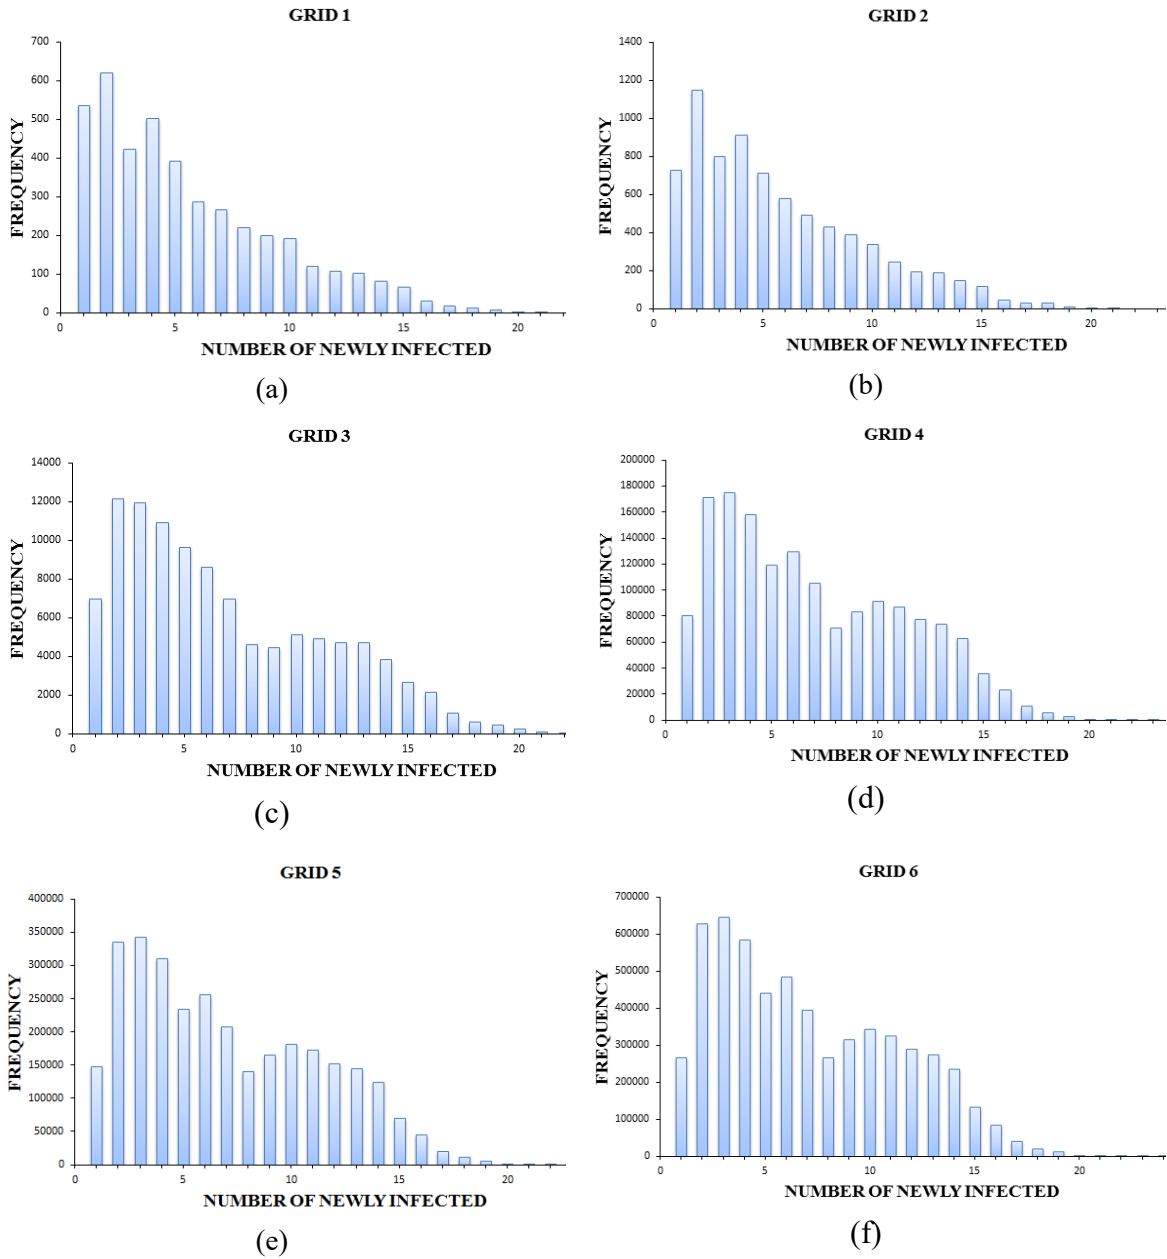 GRID 1
700
600
500
400
300
200
100
0
FREQUENCY
0 5 10 15 20
NUMBER OF NEWLY INFECTED
(a)
GRID 2
1400
1200
1000
800
600
400
200
0
FREQUENCY
0 5 10 15 20
NUMBER OF NEWLY INFECTED
(b)
GRID 3
14000
12000
10000
8000
6000
4000
2000
0
FREQUENCY
0 5 10 15 20
NUMBER OF NEWLY INFECTED
(c)
GRID 4
200000
180000
160000
140000
120000
100000
80000
60000
40000
20000
0
FREQUENCY
0 5 10 15 20
NUMBER OF NEWLY INFECTED
(d)
GRID 5
400000
350000
300000
250000
200000
150000
100000
50000
0
FREQUENCY
0 5 10 15 20
NUMBER OF NEWLY INFECTED
(e)
GRID 6
700000
600000
500000
400000
300000
200000
100000
0
FREQUENCY
0 5 10 15 20
NUMBER OF NEWLY INFECTED
(f)